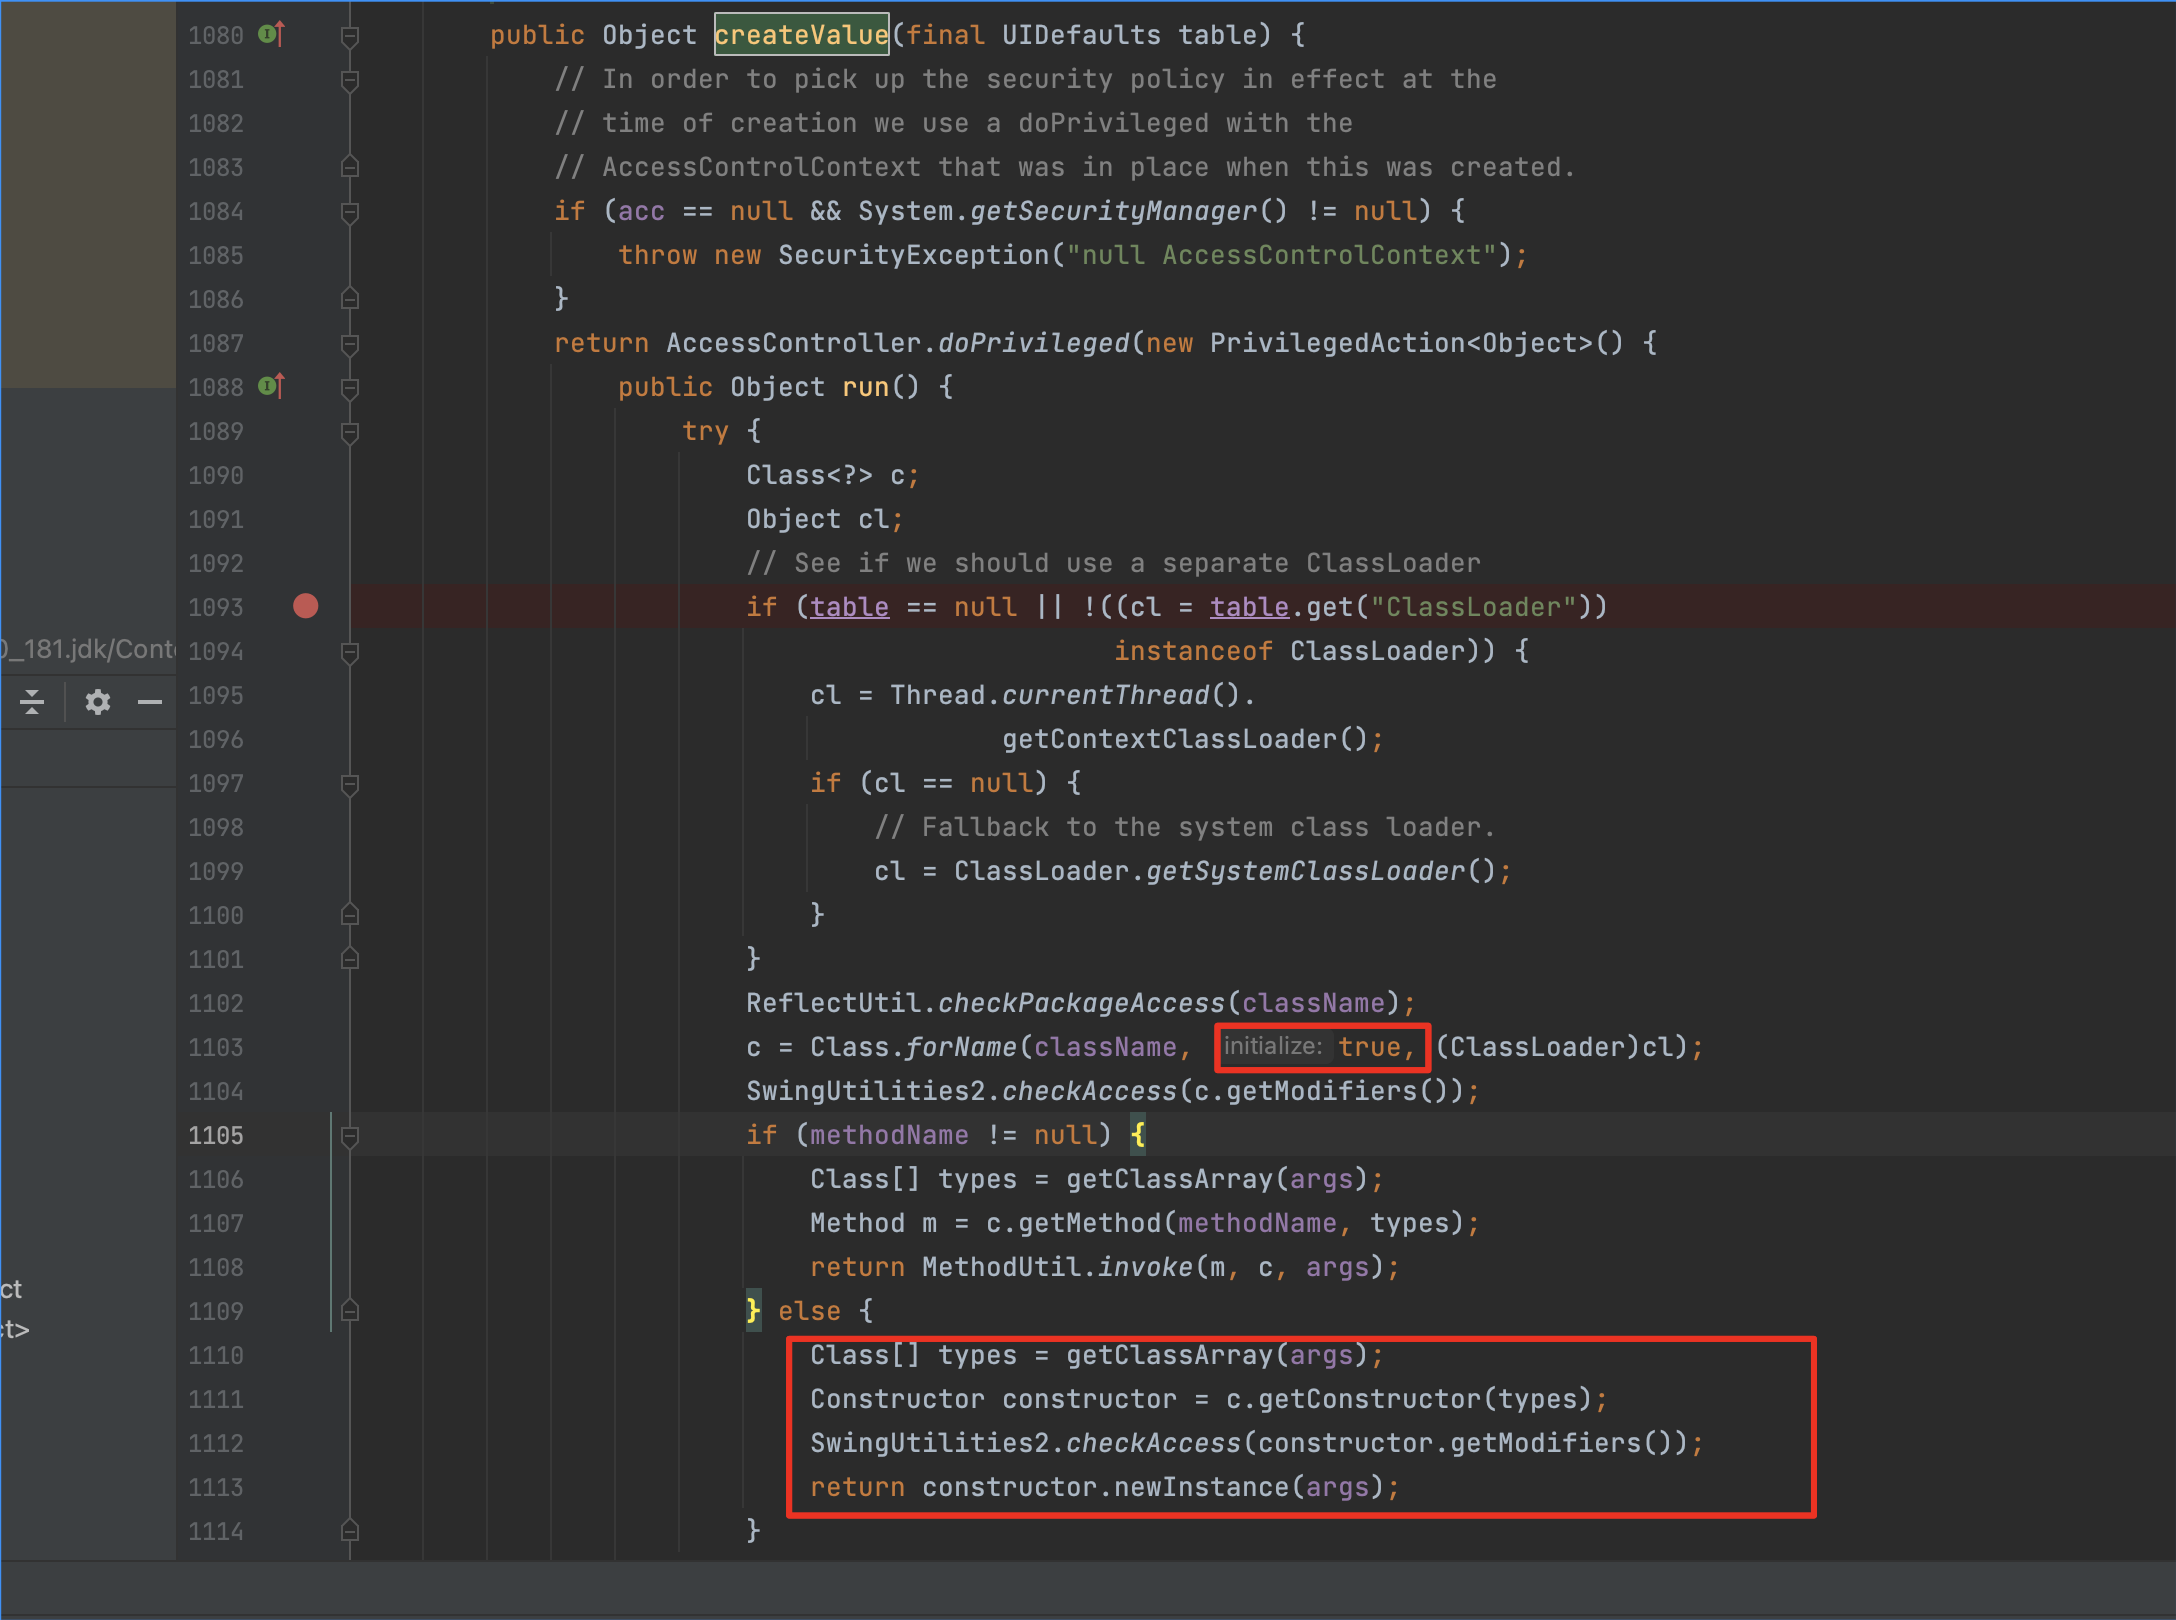 1080 public Object createValue(final UIDefaults table) {
1081 // In order to pick up the security policy in effect at the
1082 // time of creation we use a doPrivileged with the
1083 // AccessControlContext that was in place when this was created.
1084 if (acc == null && System.getSecurityManager() != null) {
1085 throw new SecurityException("null AccessControlContext");
1086 }
1087 return AccessController.doPrivileged(new PrivilegedAction<Object>() {
1088 public Object run() {
1089 try {
1090 Class<?> c;
1091 Object cl;
1092 // See if we should use a separate ClassLoader
1093 if (table == null || !((cl = table.get("ClassLoader"))
0_181.jdk/Conte
1094 instanceof ClassLoader)) {
1095 cl = Thread.currentThread().
1096 getContextClassLoader();
1097 if (cl == null) {
1098 // Fallback to the system class loader.
1099 cl = ClassLoader.getSystemClassLoader();
1100 }
1101 }
1102 ReflectUtil.checkPackageAccess(className);
1103 c = Class.forName(className, initialize: true, (ClassLoader)cl);
1104 SwingUtilities2.checkAccess(c.getModifiers());
1105 if (methodName != null) {
1106 Class[] types = getClassArray(args);
1107 Method m = c.getMethod(methodName, types);
1108 return MethodUtil.invoke(m, c, args);
ct
1109 } else {
ct>
1110 Class[] types = getClassArray(args);
1111 Constructor constructor = c.getConstructor(types);
1112 SwingUtilities2.checkAccess(constructor.getModifiers());
1113 return constructor.newInstance(args);
1114 }